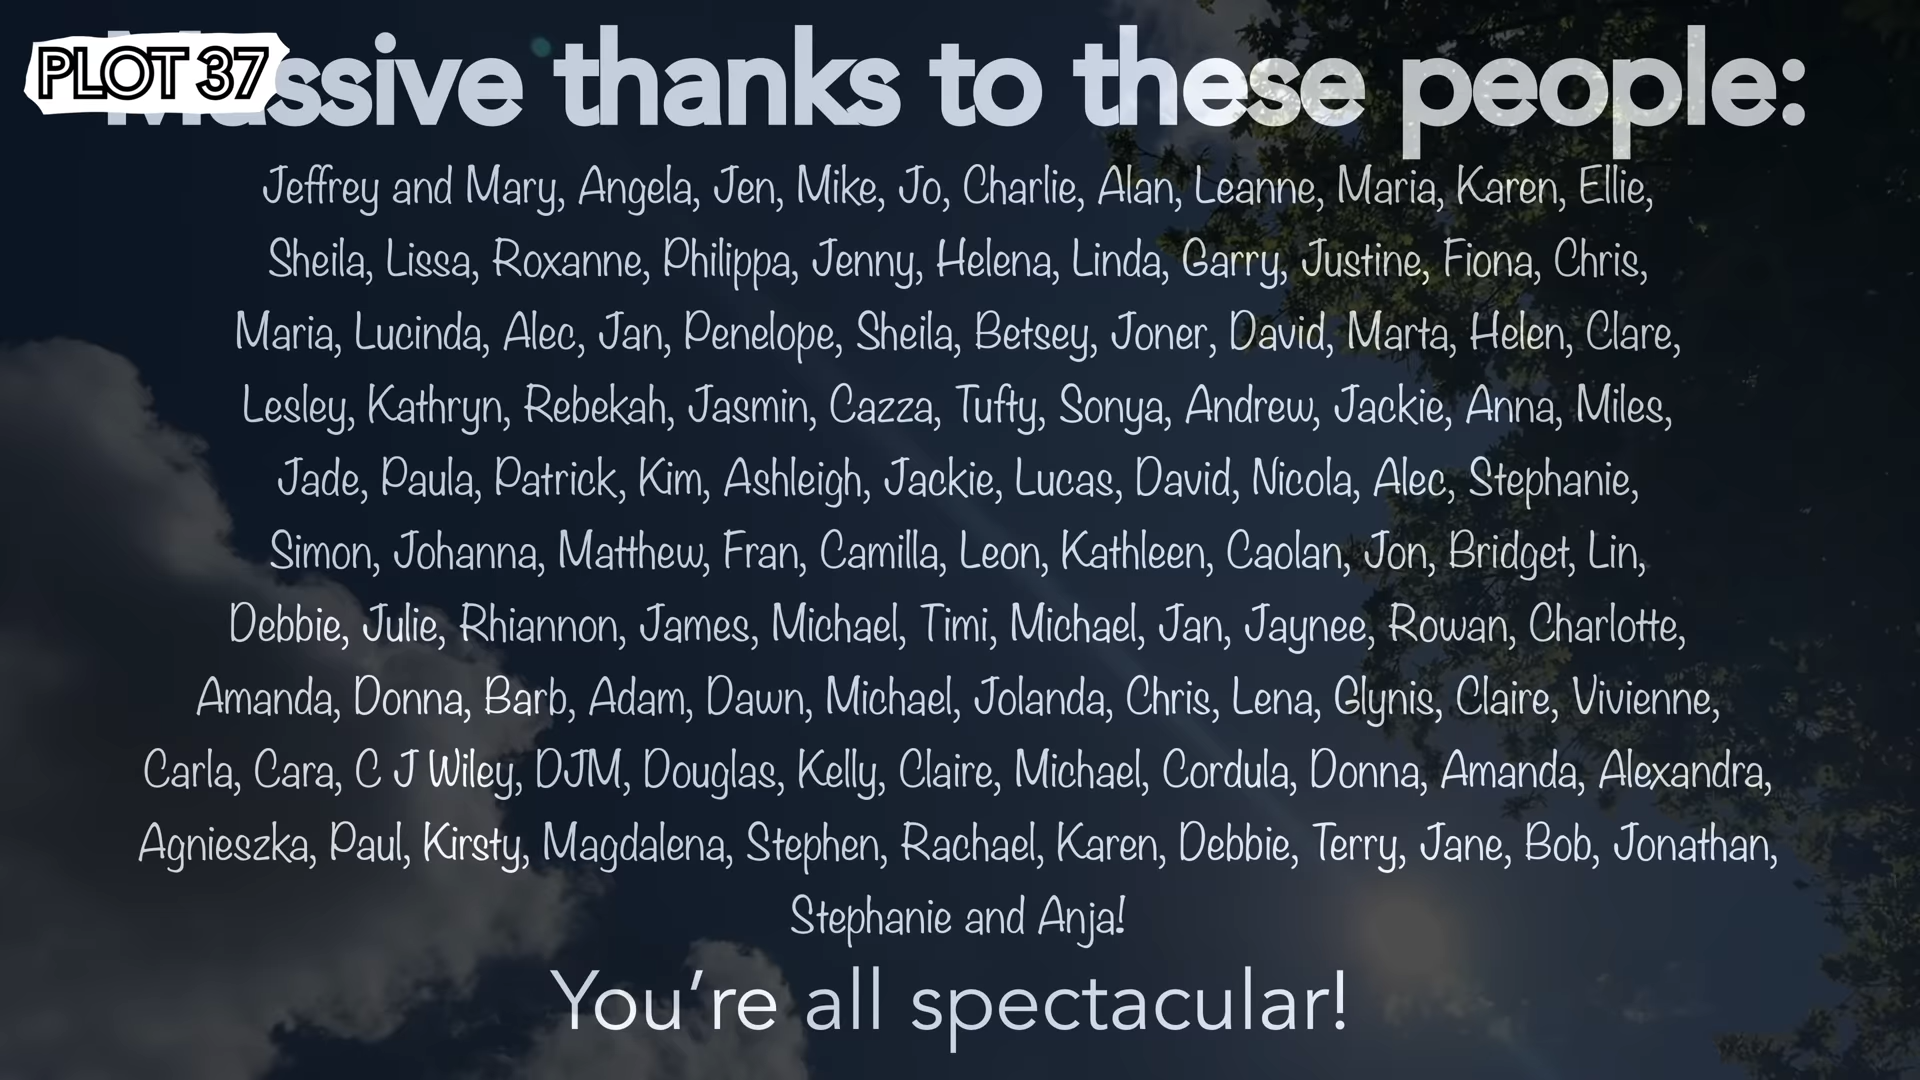 PLOT 37
Massive thanks to these people:
Jeffrey and Mary, Angela, Jen, Mike, Jo, Charlie, Alan, Leanne, Maria, Karen, Ellie,
Sheila, Lissa, Roxanne, Philippa, Jenny, Helena, Linda, Garry, Justine, Fiona, Chris,
Maria, Lucinda, Alec, Jan, Penelope, Sheila, Betsey, Joner, David, Marta, Helen, Clare,
Lesley, Kathryn, Rebekah, Jasmin, Cazza, Tufty, Sonya, Andrew, Jackie, Anna, Miles,
Jade, Paula, Patrick, Kim, Ashleigh, Jackie, Lucas, David, Nicola, Alec, Stephanie,
Simon, Johanna, Matthew, Fran, Camilla, Leon, Kathleen, Caolan, Jon, Bridget, Lin,
Debbie, Julie, Rhiannon, James, Michael, Timi, Michael, Jan, Jaynee, Rowan, Charlotte,
Amanda, Donna, Barb, Adam, Dawn, Michael, Jolanda, Chris, Lena, Glynis, Claire, Vivienne,
Carla, Cara, C J Wiley, DJM, Douglas, Kelly, Claire, Michael, Cordula, Donna, Amanda, Alexandra,
Agnieszka, Paul, Kirsty, Magdalena, Stephen, Rachael, Karen, Debbie, Terry, Jane, Bob, Jonathan,
Stephanie and Anja!
You're all spectacular!